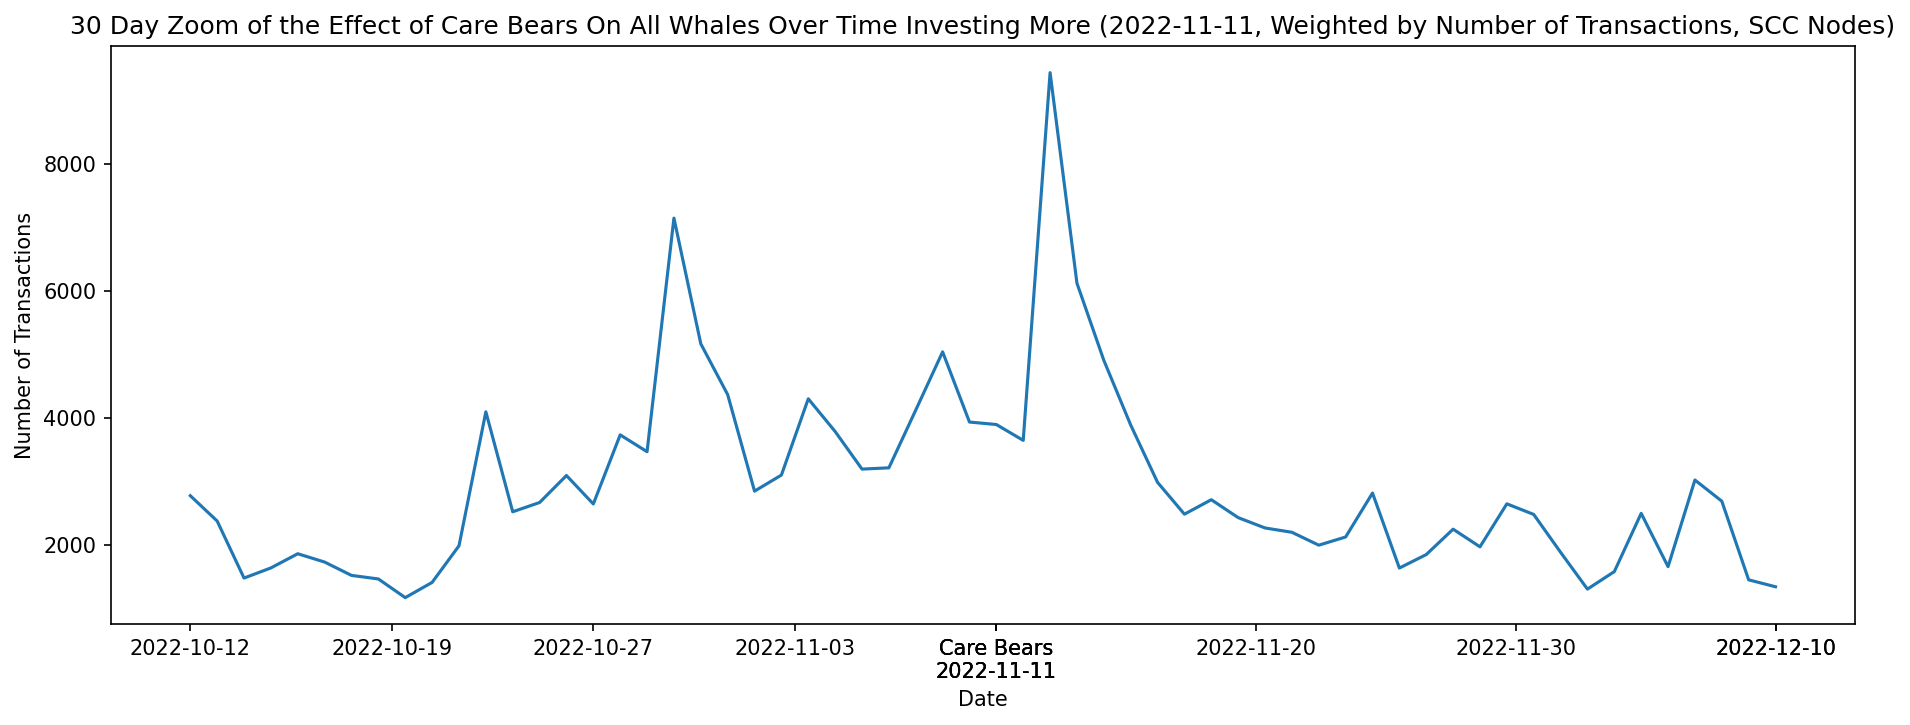 30 Day Zoom of the Effect of Care Bears On All Whales Over Time Investing More (2022-11-11, Weighted by Number of Transactions, SCC Nodes)
Number of Transactions
8000
6000
4000
2000
2022-10-12 2022-10-19 2022-10-27 2022-11-03 Care Bears 2022-11-20 2022-11-30 2022-12-10
2022-11-11
Date